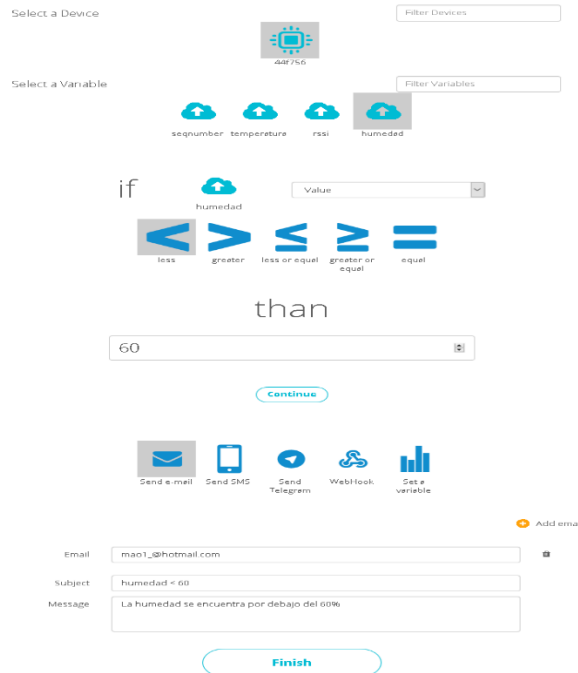 Select a Device
Filter Devices
44f756
Select a Variable
Filter Variables
seqnumber temperature rssi humedad
if
humedad
Value
less greater less or equal greater or equal equal
than
60
Continue
Send e-mail Send SMS Send Telegram WebHook Set a variable
Add ema
Email mao1_@hotmail.com
Subject humedad < 60
Message La humedad se encuentra por debajo del 60%
Finish